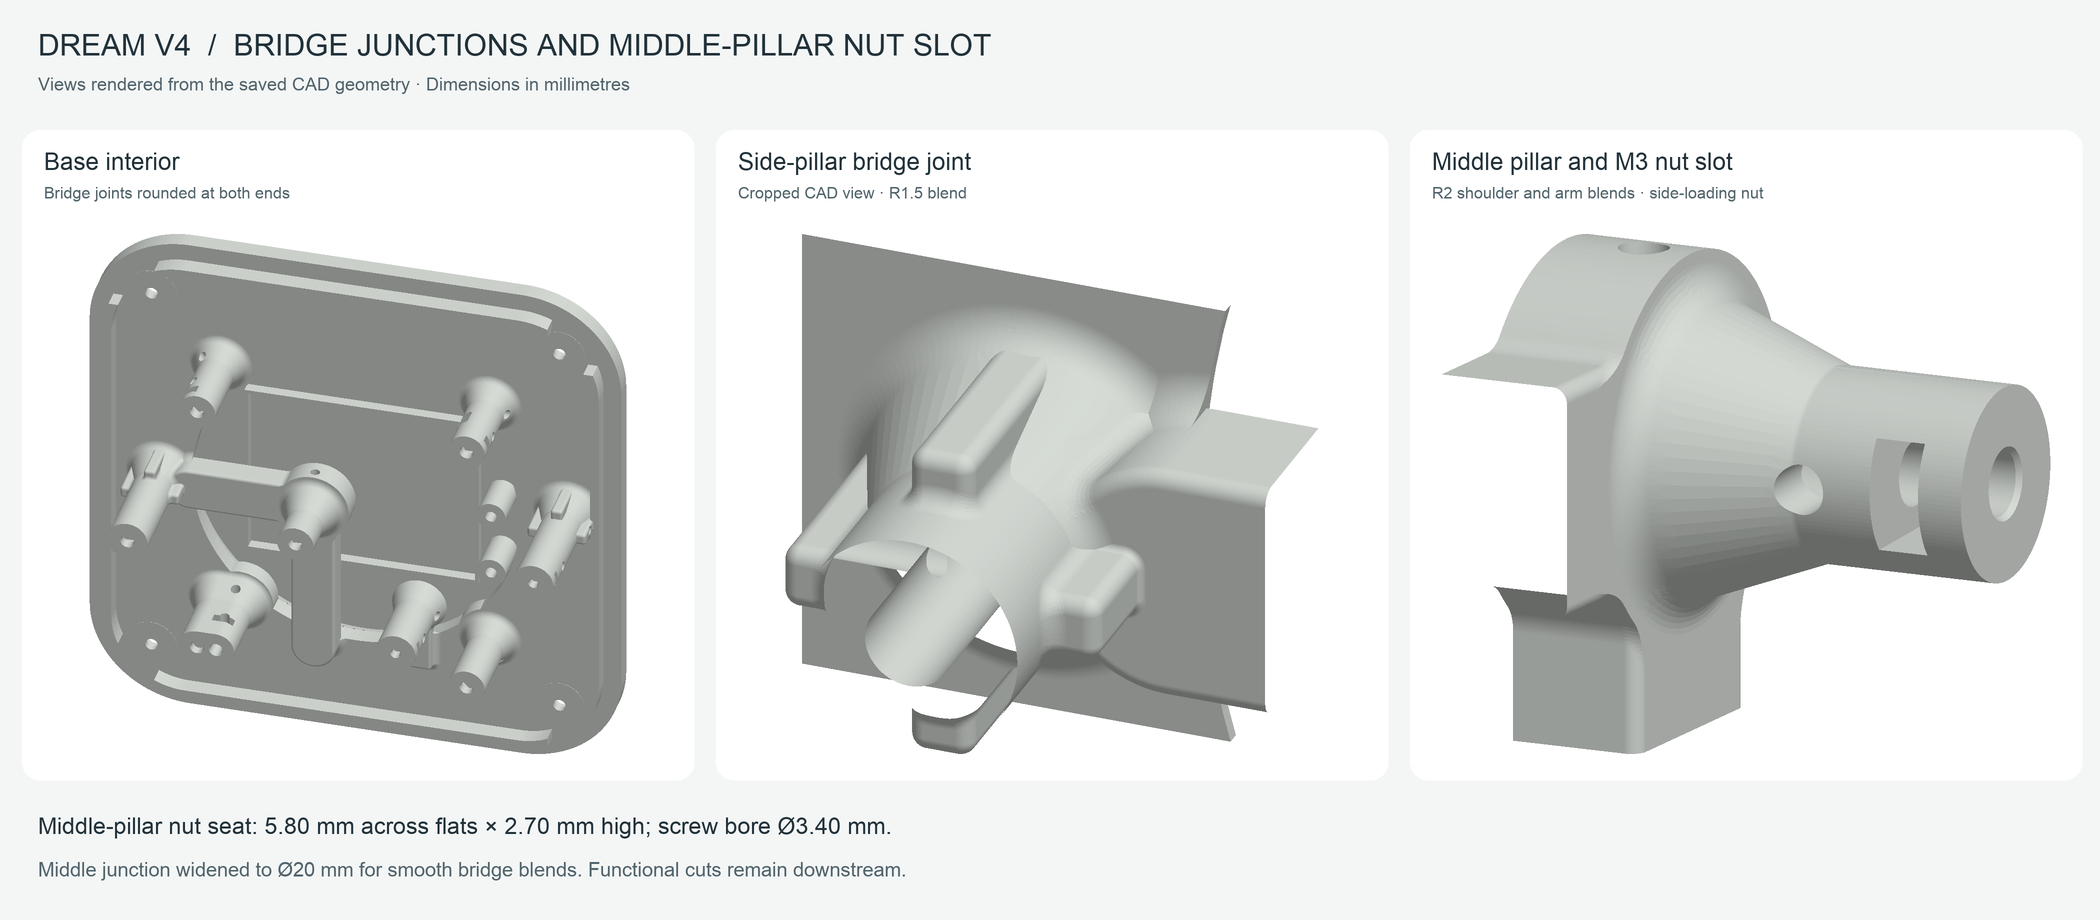 DREAM V4 / BRIDGE JUNCTIONS AND MIDDLE-PILLAR NUT SLOT
Views rendered from the saved CAD geometry · Dimensions in millimetres
Base interior
Bridge joints rounded at both ends
Side-pillar bridge joint
Cropped CAD view · R1.5 blend
Middle pillar and M3 nut slot
R2 shoulder and arm blends · side-loading nut
Middle-pillar nut seat: 5.80 mm across flats × 2.70 mm high; screw bore Ø3.40 mm.
Middle junction widened to Ø20 mm for smooth bridge blends. Functional cuts remain downstream.